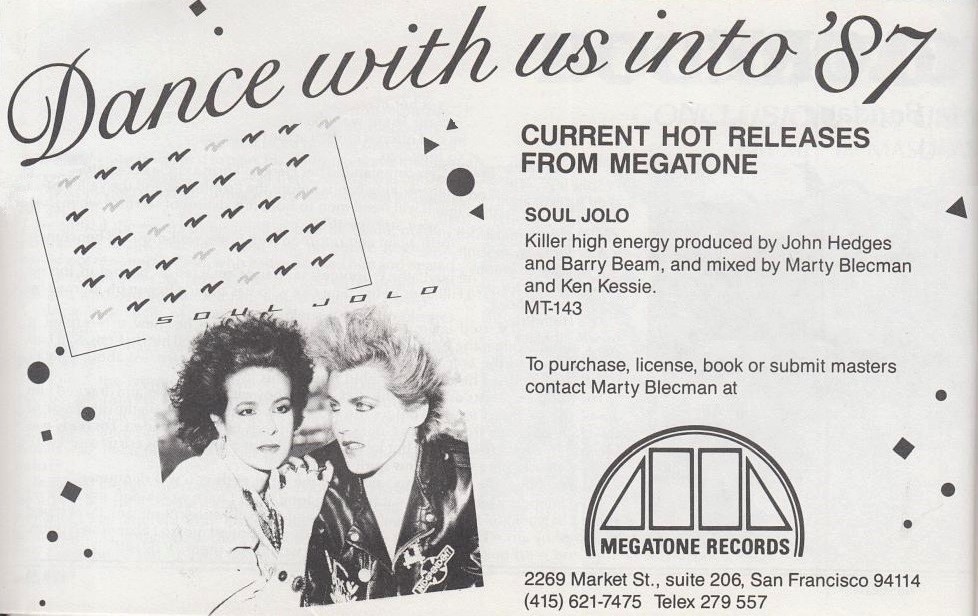 Dance with us into '87
CURRENT HOT RELEASES
FROM MEGATONE
SOUL JOLO
Killer high energy produced by John Hedges
and Barry Beam, and mixed by Marty Blecman
and Ken Kessie.
MT-143
SOUL JOLO
To purchase, license, book or submit masters
contact Marty Blecman at
MEGATONE RECORDS
2269 Market St., suite 206, San Francisco 94114
(415) 621-7475 Telex 279 557